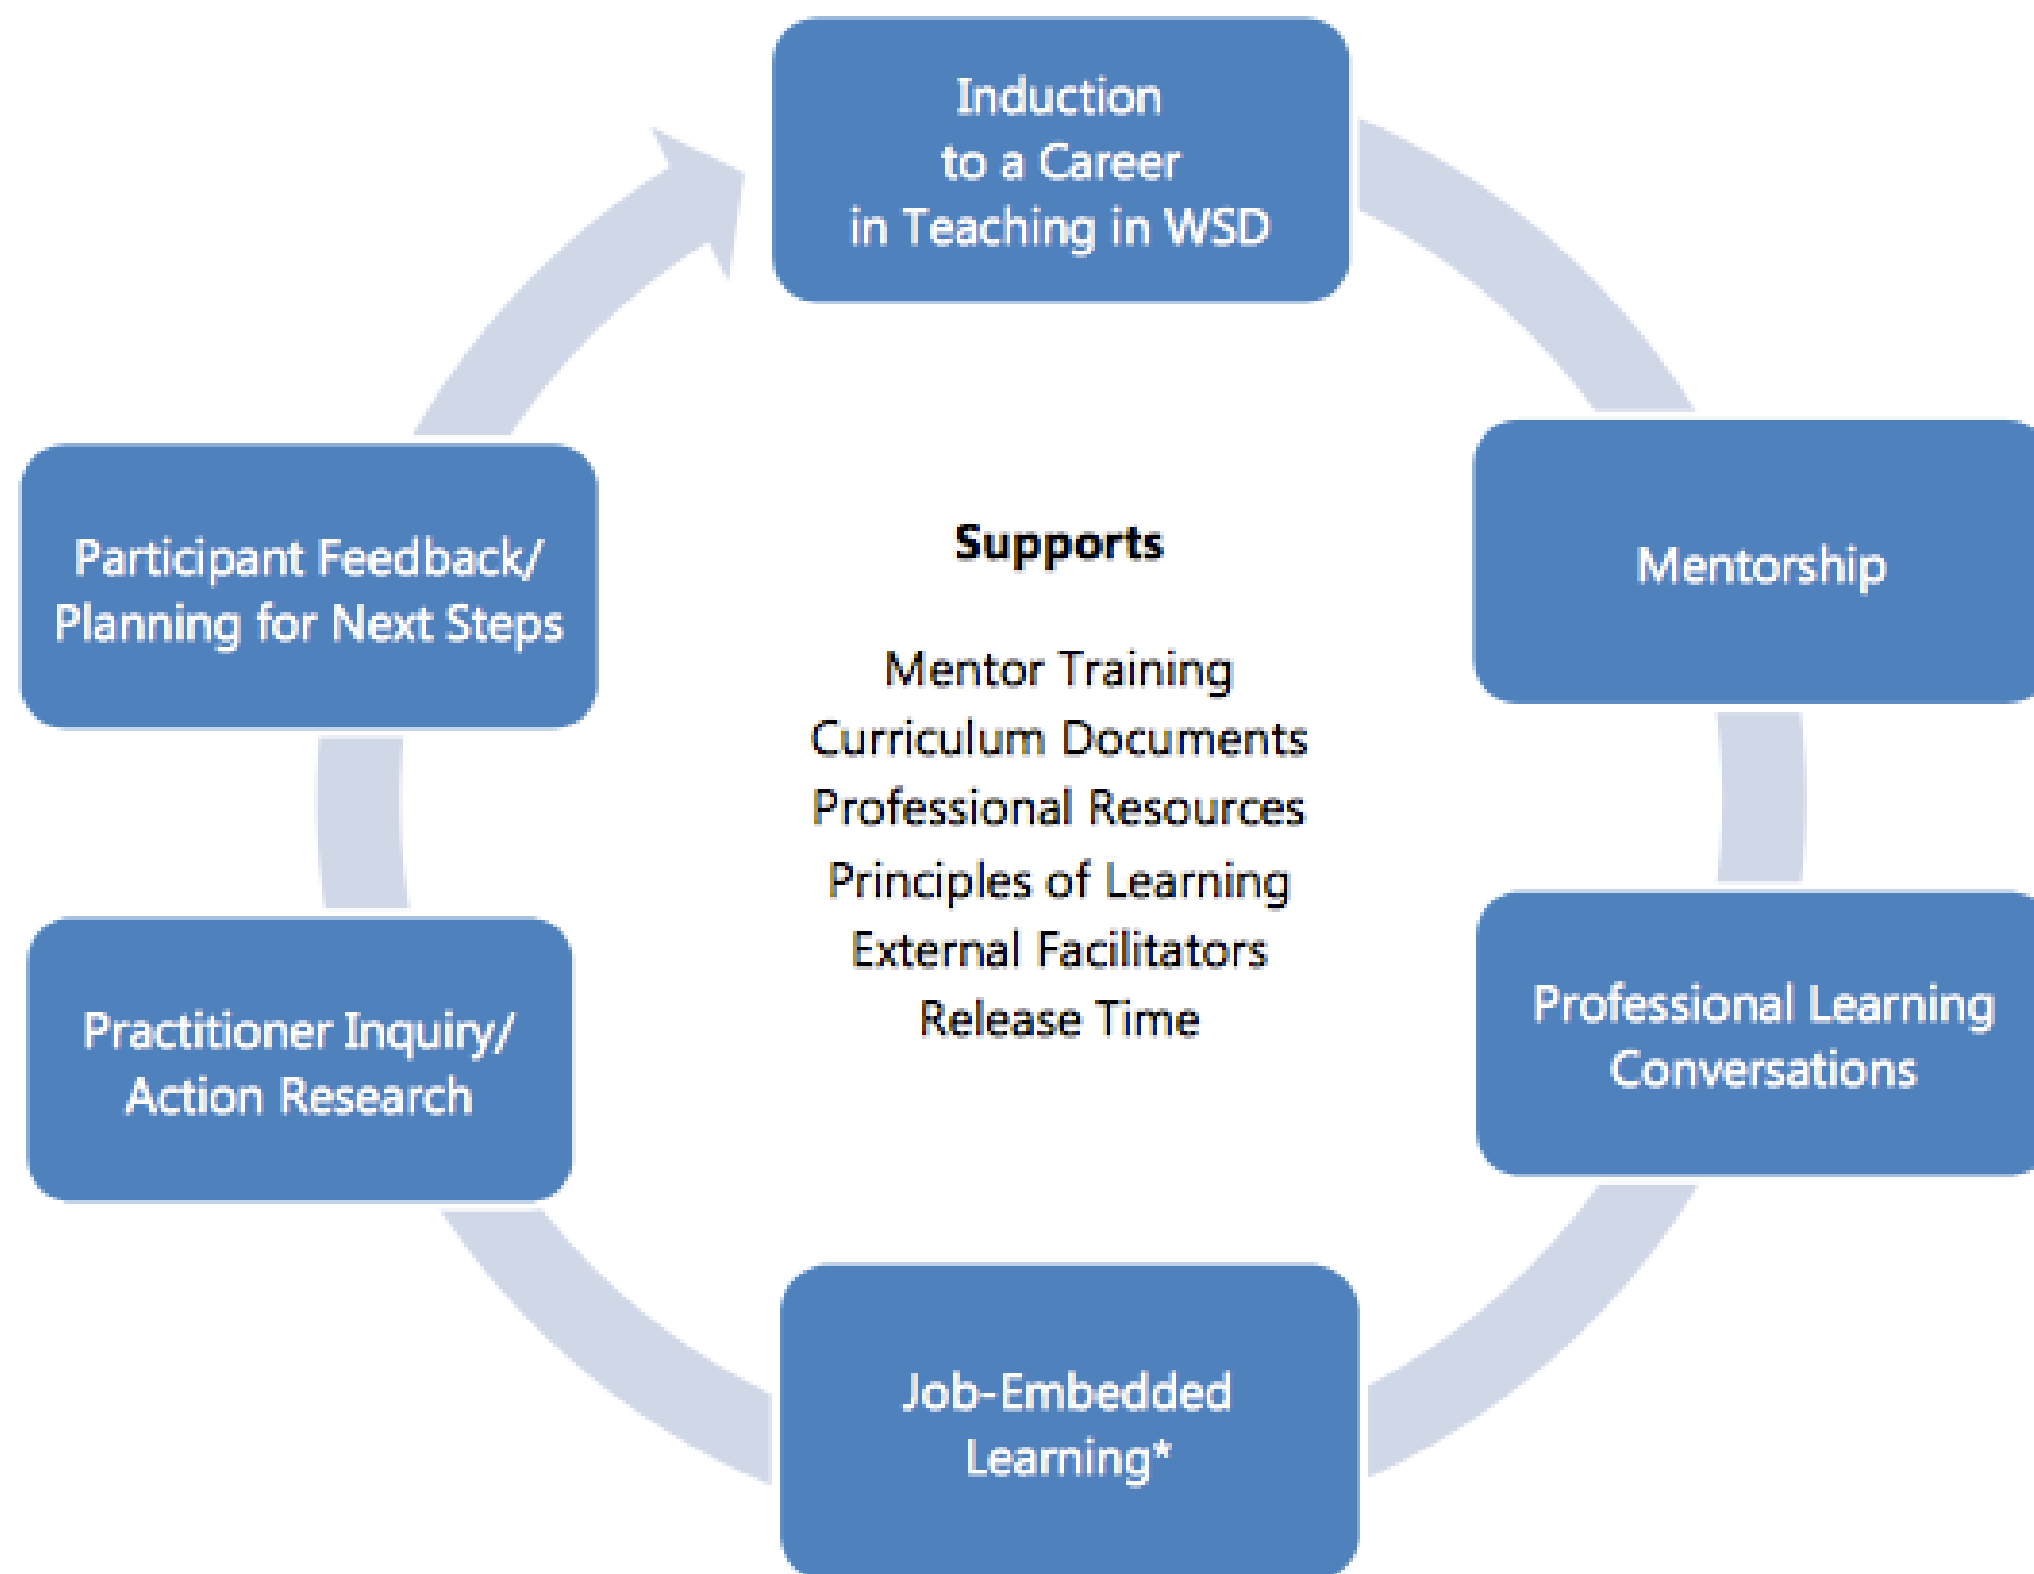 Induction
to a Career
in Teaching in WSD
Mentorship
Professional Learning
Conversations
Job-Embedded
Learning*
Practitioner Inquiry/
Action Research
Participant Feedback/
Planning for Next Steps
Supports
Mentor Training
Curriculum Documents
Professional Resources
Principles of Learning
External Facilitators
Release Time